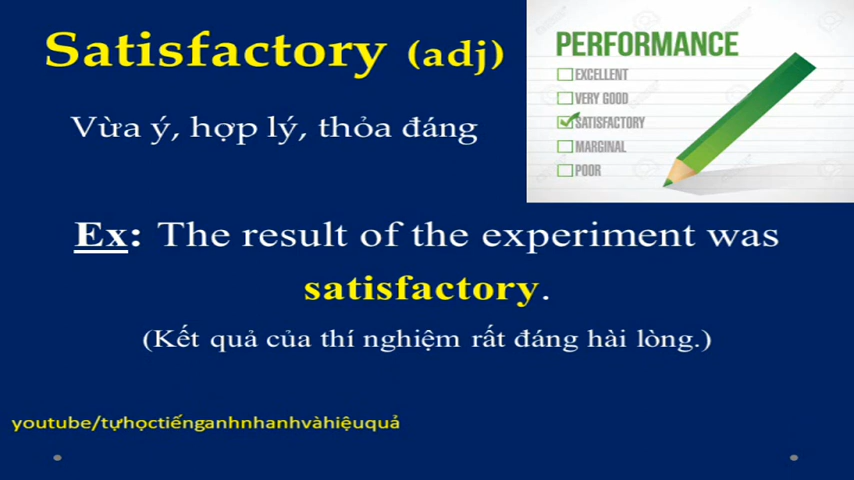 Satisfactory (adj)
Vừa ý, hợp lý, thỏa đáng
PERFORMANCE
EXCELLENT
VERY GOOD
SATISFACTORY
MARGINAL
POOR
Ex: The result of the experiment was
satisfactory.
(Kết quả của thí nghiệm rất đáng hài lòng.)
youtube/tựhọctiếnganhnhanhvàhiệuquả